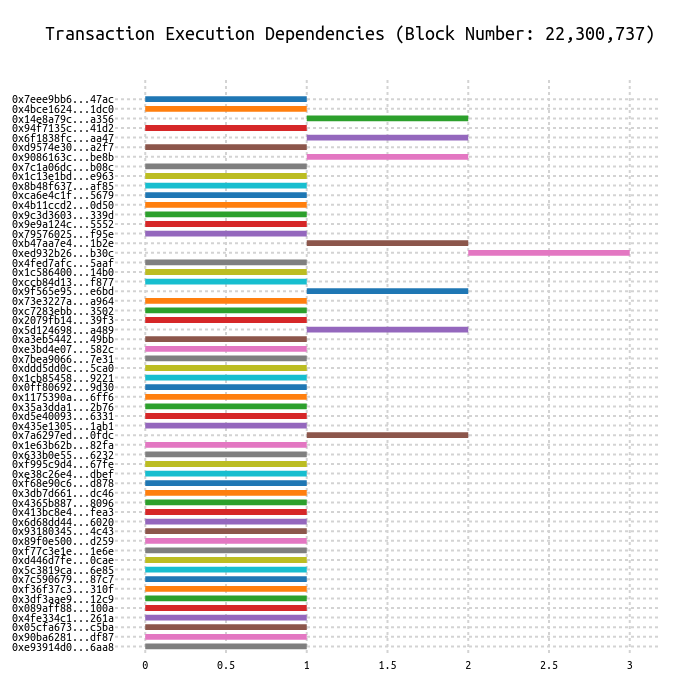 Transaction Execution Dependencies (Block Number: 22,300,737)
0x7eee9bb6...47ac
0x4bce1624...1dc0
0x14e8a79c...a356
0x94f7135c...41d2
0x6f1838fc...aa47
0xd9574e30...a2f7
0x9086163c...be8b
0x7c1a06dc...b08c
0x1c13e1bd...e963
0x8b48f637...af85
0xca6e4c1f...5679
0x4b11ccd2...0d50
0x9c3d3603...339d
0x9e9a124c...5552
0x79576025...f95e
0xb47aa7e4...1b2e
0xed932b26...b30c
0x4fed7afc...5aaf
0x1c586400...14b0
0xccb84d13...f877
0x9f565e95...e6bd
0x73e3227a...a964
0xc7283ebb...3502
0x2079fb14...39f3
0x5d124698...a489
0xa3eb5442...49bb
0xe3bd4e07...582c
0x7bea9066...7e31
0xddd5dd0c...5ca0
0x1cb85458...9221
0x0ff80692...9d30
0x1175390a...6ff6
0x35a3dda1...2b76
0xd5e40093...6331
0x435e1305...1ab1
0x7a6297ed...0fdc
0x1e63b62b...82fa
0x633b0e55...6232
0xf995c9d4...67fe
0xe38c26e4...dbef
0xf68e90c6...d878
0x3db7d661...dc46
0x4365b887...8096
0x413bc8e4...fea3
0x6d68dd44...6020
0x93180345...4c43
0x89f0e500...d259
0xf77c3e1e...1e6e
0xd446d7fe...0cae
0x5c3819ca...6e85
0x7c590679...87c7
0xf36f37c3...310f
0x3df3aae9...12c9
0x089aff88...100a
0x4fe334c1...261a
0x05cfa673...c5ba
0x90ba6281...df87
0xe93914d0...6aa8
0 0.5 1 1.5 2 2.5 3